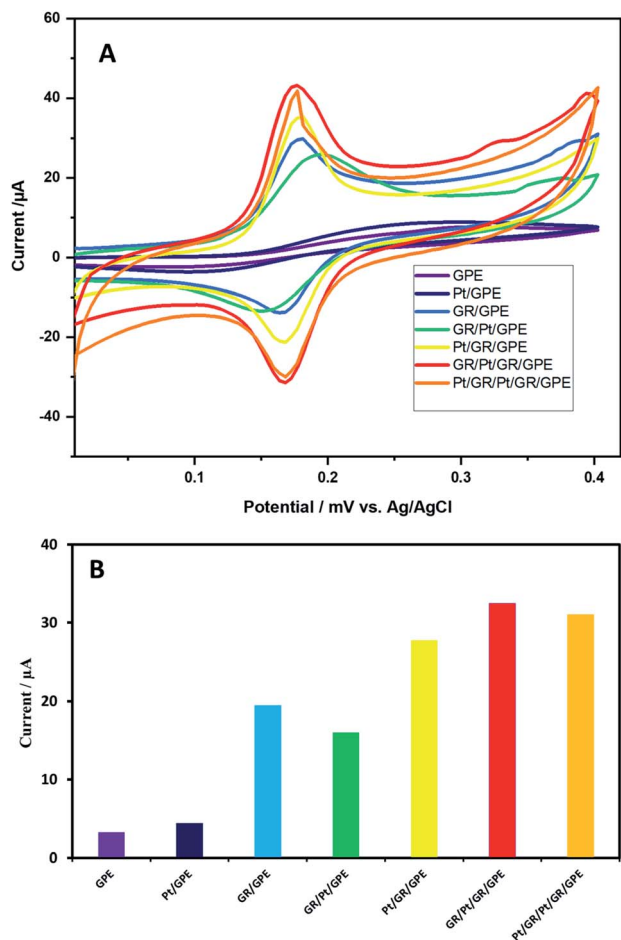 A
60
40
20
0
-20
-40
Current /µA
GPE
Pt/GPE
GR/GPE
GR/Pt/GPE
Pt/GR/GPE
GR/Pt/GR/GPE
Pt/GR/Pt/GR/GPE
0.1 0.2 0.3 0.4
Potential / mV vs. Ag/AgCl
B
40
30
20
10
0
Current / µA
GPE
Pt/GPE
GR/GPE
GR/Pt/GPE
Pt/GR/GPE
GR/Pt/GR/GPE
Pt/GR/Pt/GR/GPE